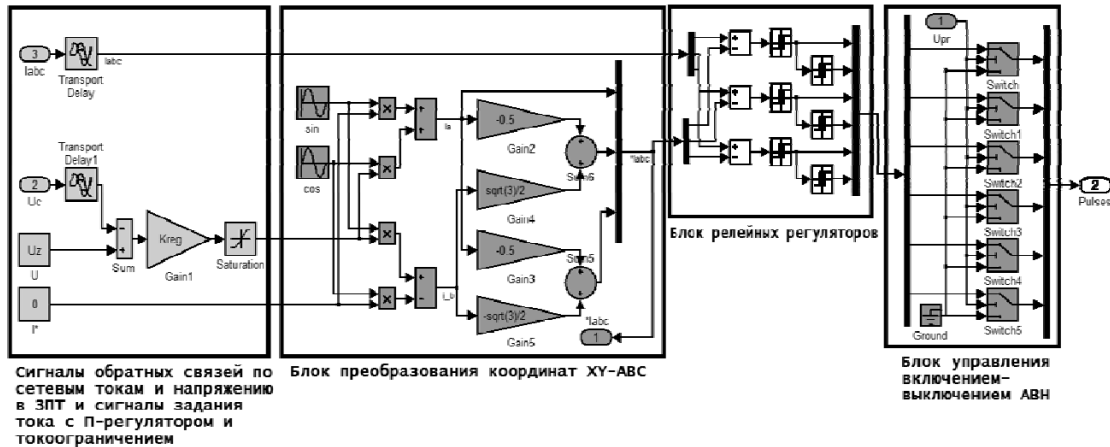 3
Iabc
Transport
Delay
Iabc
Transport
Delay1
2
Uc
Uz
U
0
I*
Sum
Kreg
Gain1
Saturation
sin
cos
Ia
I_b
-0.5
Gain2
sqrt(3)/2
Gain4
-0.5
Gain3
-sqrt(3)/2
Gain5
Sum6
Sum5
*Iabc
*Iabc
1
1
Upr
Switch
Switch1
Switch2
Switch3
Switch4
Switch5
Ground
2
Pulses
Сигналы обратных связей по
сетевым токам и напряжению
в ЗПТ и сигналы задания
тока с П-регулятором и
токоограничением
Блок преобразования координат XY-ABC
Блок релейных регуляторов
Блок управления
включением-
выключением АВН